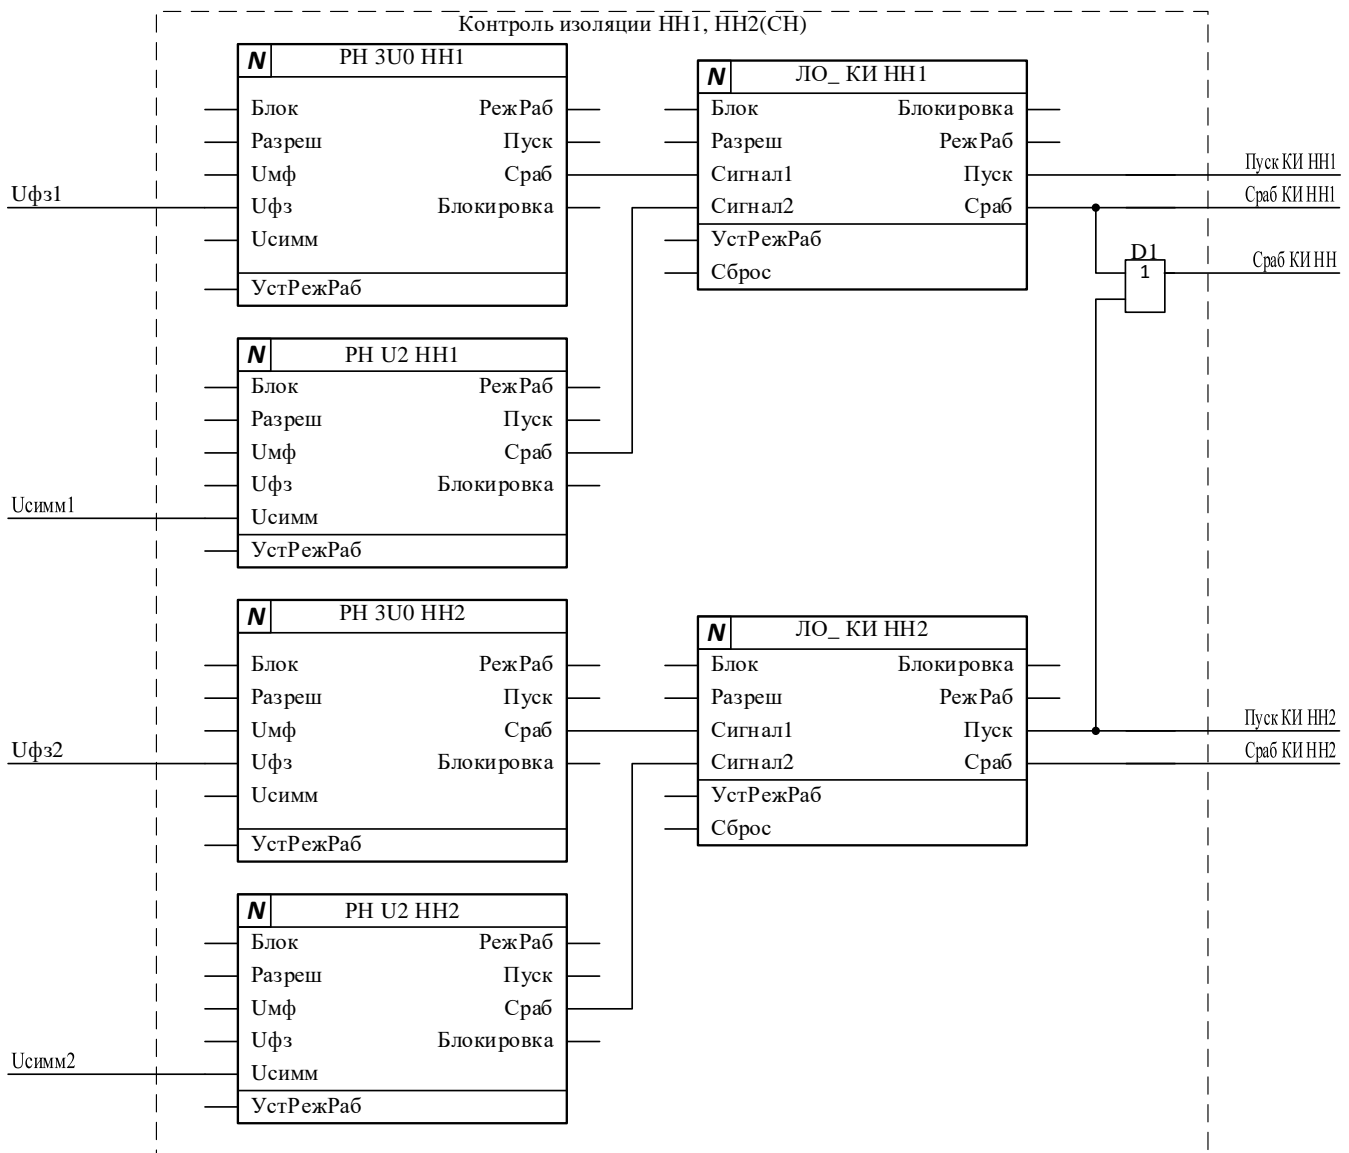 Контроль изоляции НН1, НН2(СН)
N РН 3U0 НН1
Блок РежРаб
Разреш Пуск
Uмф Сраб
Uфз Блокировка
Uсимм
УстРежРаб
N ЛО_ КИ НН1
Блок Блокировка
Разреш РежРаб
Сигнал1 Пуск
Сигнал2 Сраб
УстРежРаб
Сброс
Uфз1
Пуск КИ НН1
Сраб КИ НН1
D1
1
Сраб КИ НН
N РН U2 НН1
Блок РежРаб
Разреш Пуск
Uмф Сраб
Uфз Блокировка
Uсимм
УстРежРаб
Uсимм1
N РН 3U0 НН2
Блок РежРаб
Разреш Пуск
Uмф Сраб
Uфз Блокировка
Uсимм
УстРежРаб
N ЛО_ КИ НН2
Блок Блокировка
Разреш РежРаб
Сигнал1 Пуск
Сигнал2 Сраб
УстРежРаб
Сброс
Uфз2
Пуск КИ НН2
Сраб КИ НН2
N РН U2 НН2
Блок РежРаб
Разреш Пуск
Uмф Сраб
Uфз Блокировка
Uсимм
УстРежРаб
Uсимм2